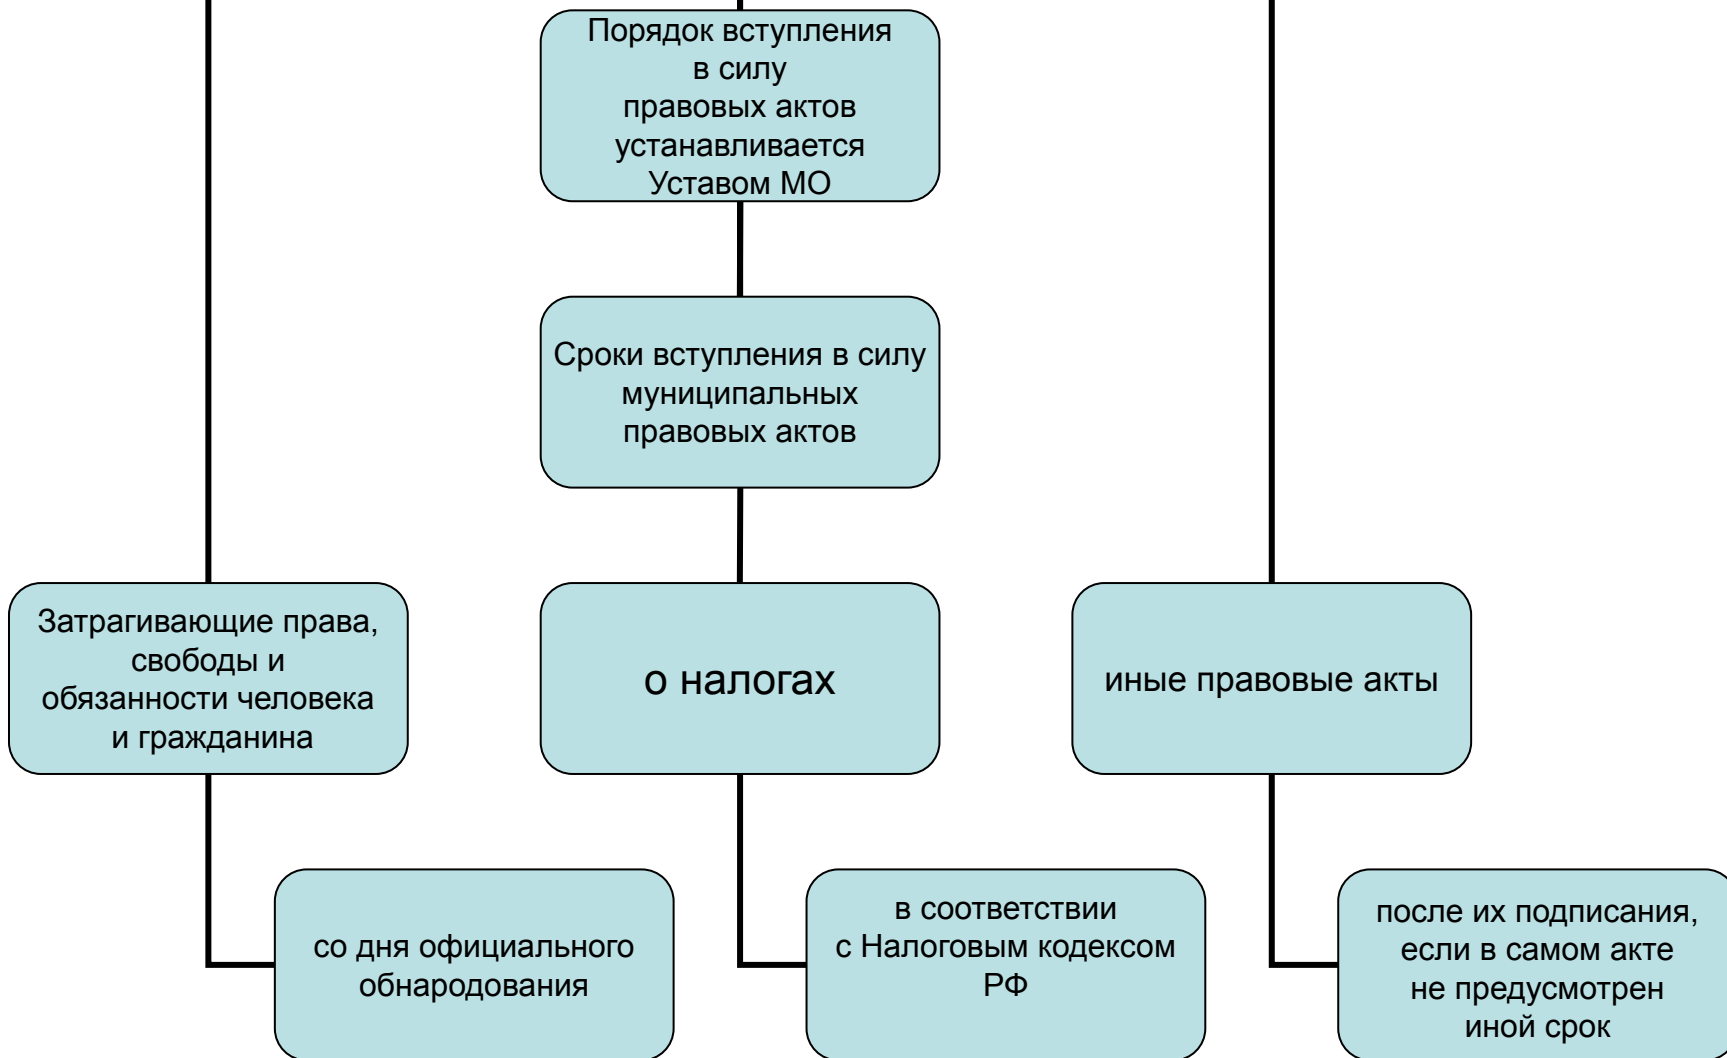 Порядок вступления
в силу
правовых актов
устанавливается
Уставом МО
Сроки вступления в силу
муниципальных
правовых актов
Затрагивающие права,
свободы и
обязанности человека
и гражданина
о налогах
иные правовые акты
со дня официального
обнародования
в соответствии
с Налоговым кодексом
РФ
после их подписания,
если в самом акте
не предусмотрен
иной срок